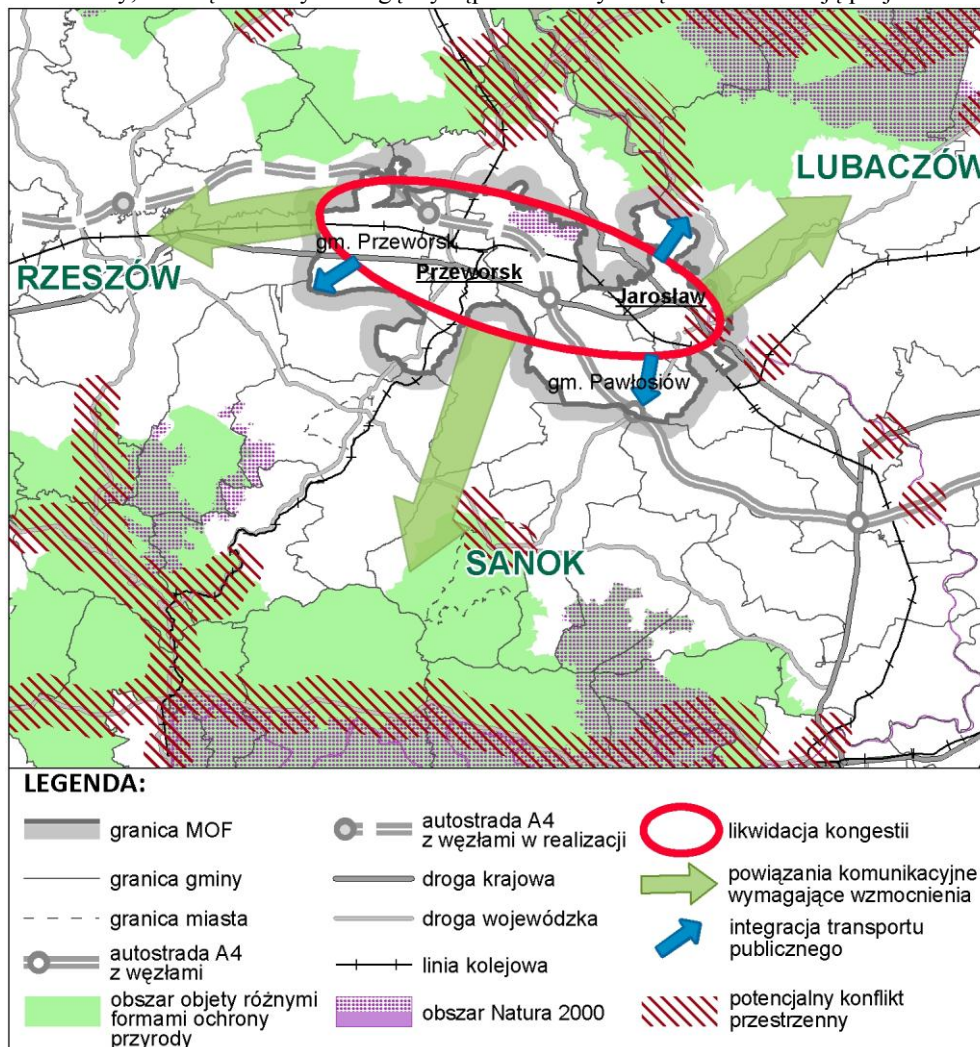 LUBACZÓW
gm. Przeworsk
RZESZÓW
Przeworsk
Jarosław
gm. Pawłosiów
SANOK
LEGENDA:
granica MOF
granica gminy
granica miasta
autostrada A4
z węzłami
obszar objęty różnymi
formami ochrony
przyrody
autostrada A4
z węzłami w realizacji
droga krajowa
droga wojewódzka
linia kolejowa
obszar Natura 2000
likwidacja kongestii
powiązania komunikacyjne
wymagające wzmocnienia
integracja transportu
publicznego
potencjalny konflikt
przestrzenny